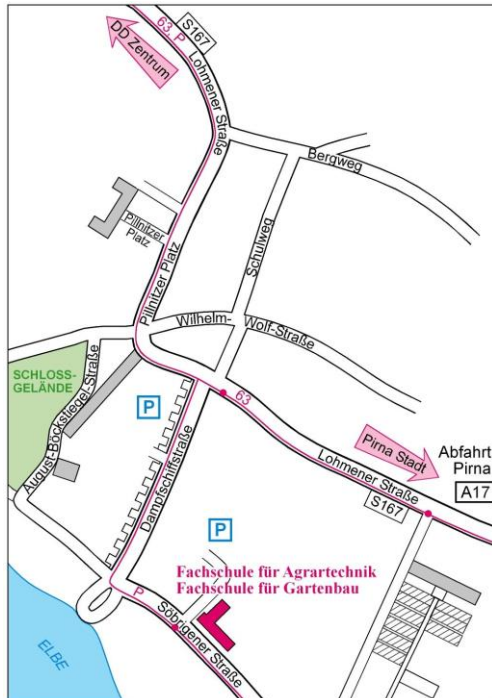 63, P
S167
DD Zentrum
Lohmener Straße
Bergweg
Pillnitzer
Platz
Schulweg
Pillnitzer Platz
Wilhelm-
Wolf-Straße
SCHLOSS-
GELÄNDE
August-Böckstiegel-Straße
P
63
Pirna Stadt
Abfahrt
Pirna
A17
Lohmener Straße
S167
Dampfschiffstraße
P
Fachschule für Agrartechnik
Fachschule für Gartenbau
P
Söbrigener Straße
ELBE